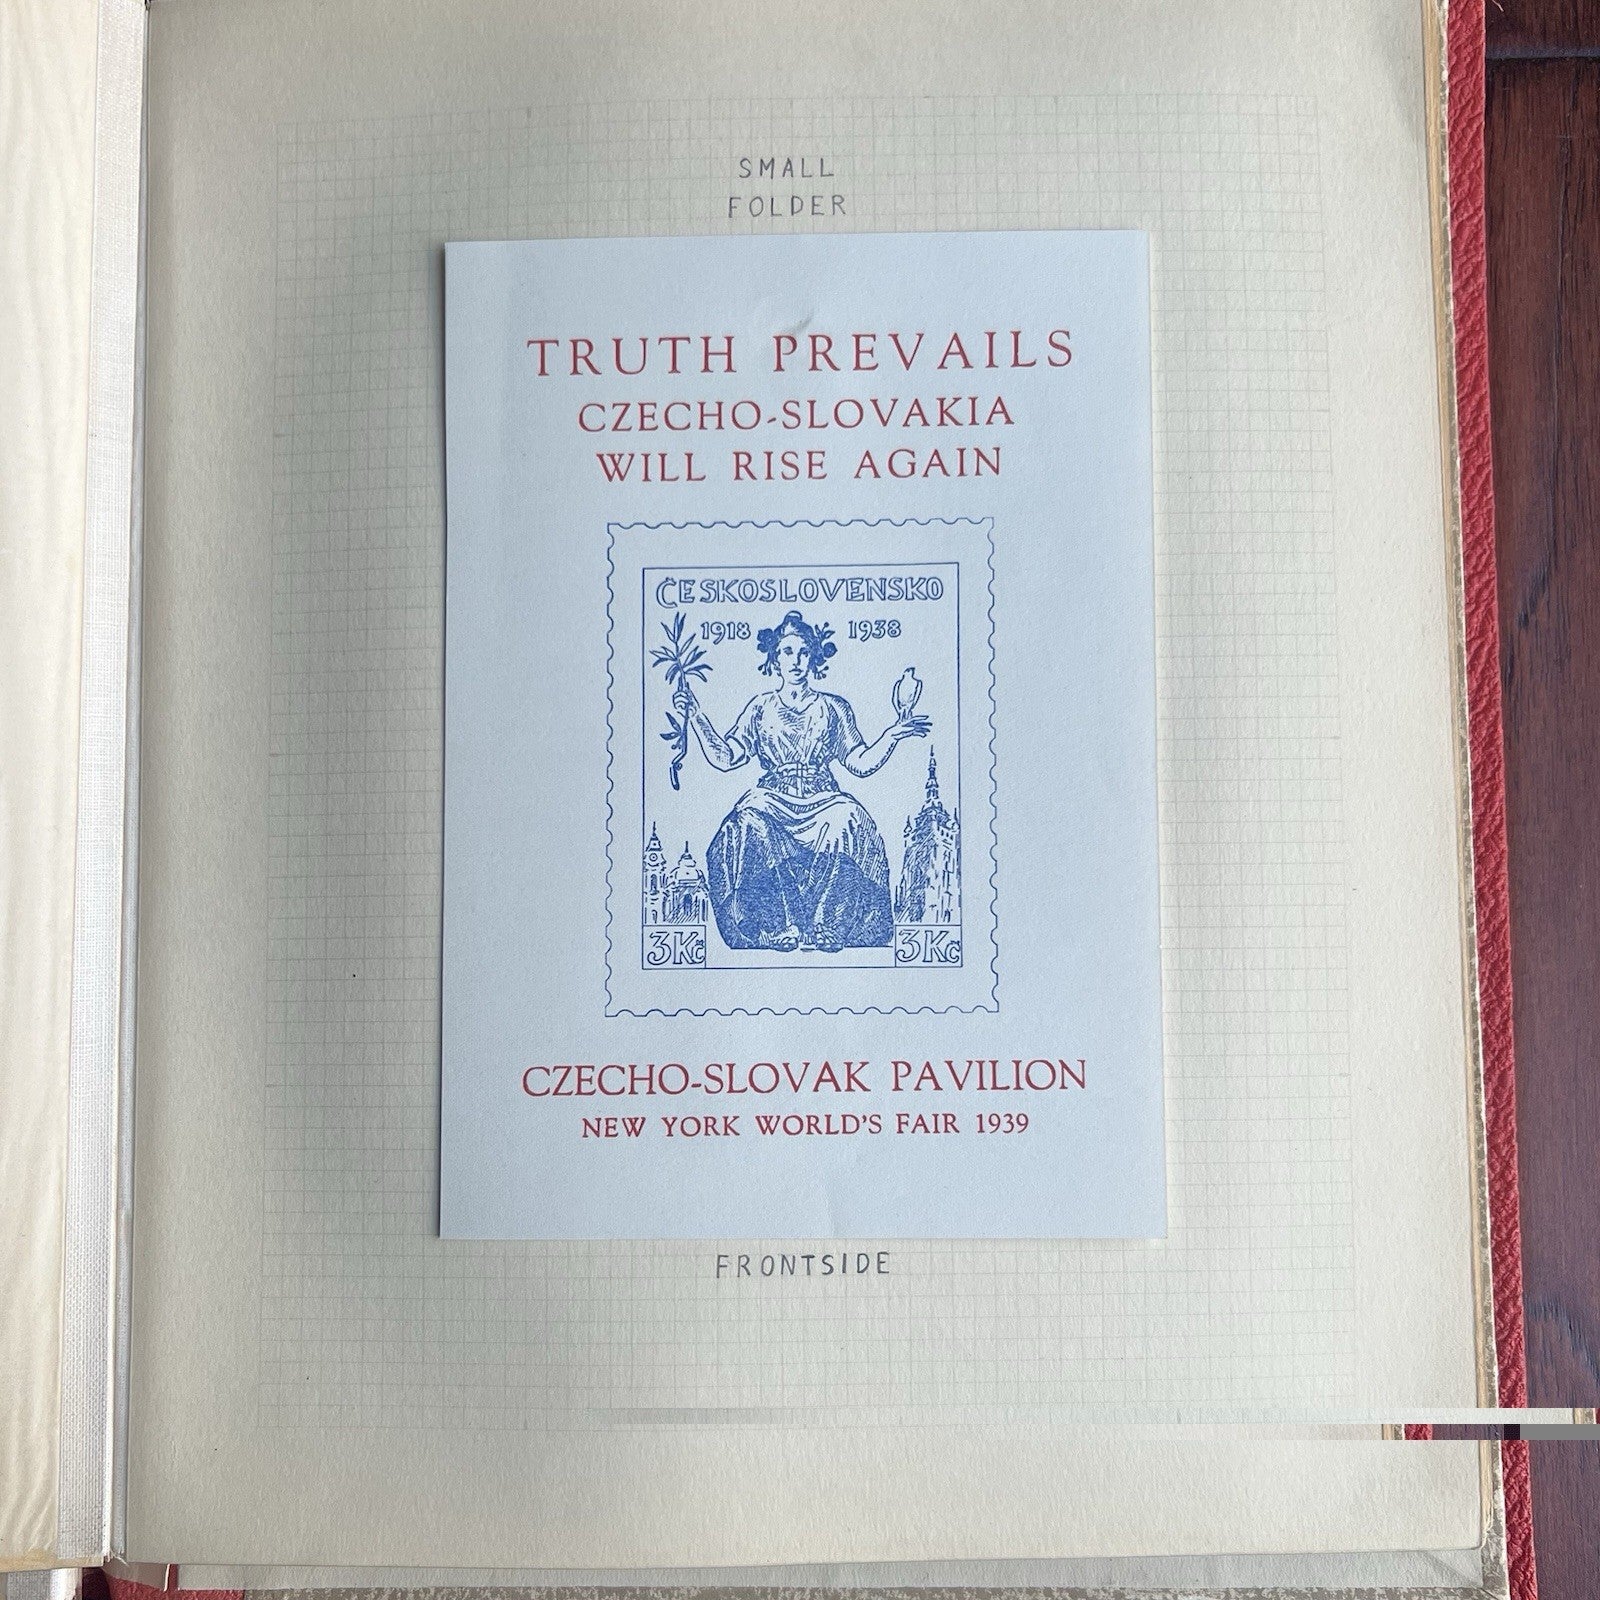 SMALL
FOLDER
TRUTH PREVAILS
CZECHO-SLOVAKIA
WILL RISE AGAIN
ČESKOSLOVENSKO
1918 1938
3Kč 3Kč
CZECHO-SLOVAK PAVILION
NEW YORK WORLD'S FAIR 1939
FRONTSIDE